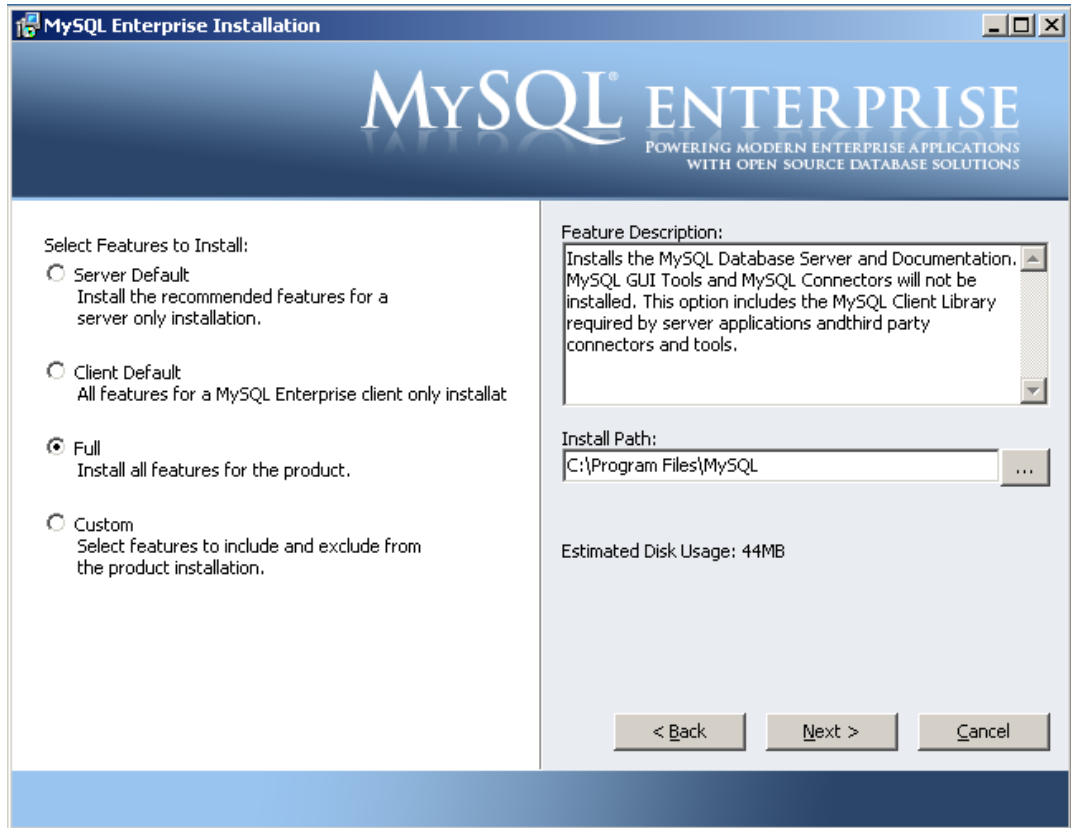 MySQL Enterprise Installation
MySQL® ENTERPRISE
POWERING MODERN ENTERPRISE APPLICATIONS
WITH OPEN SOURCE DATABASE SOLUTIONS
Select Features to Install:
Server Default
Install the recommended features for a
server only installation.
Client Default
All features for a MySQL Enterprise client only installat
Full
Install all features for the product.
Custom
Select features to include and exclude from
the product installation.
Feature Description:
Installs the MySQL Database Server and Documentation.
MySQL GUI Tools and MySQL Connectors will not be
installed. This option includes the MySQL Client Library
required by server applications andthird party
connectors and tools.
Install Path:
C:\Program Files\MySQL
...
Estimated Disk Usage: 44MB
< Back
Next >
Cancel